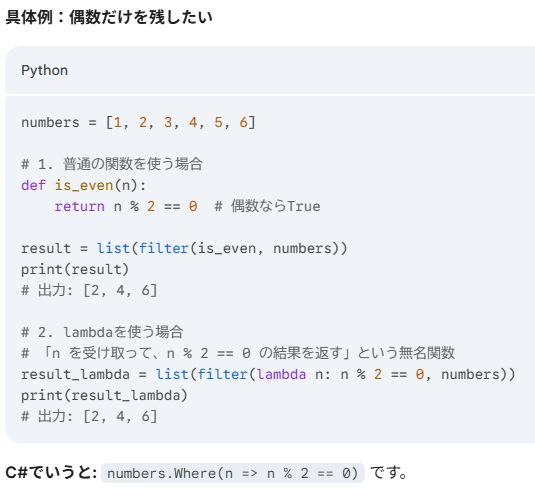 具体例：偶数だけを残したい
Python
numbers = [1, 2, 3, 4, 5, 6]
# 1. 普通の関数を使う場合
def is_even(n):
    return n % 2 == 0  # 偶数ならTrue
result = list(filter(is_even, numbers))
print(result)
# 出力: [2, 4, 6]
# 2. lambdaを使う場合
# 「n を受け取って、n % 2 == 0 の結果を返す」という無名関数
result_lambda = list(filter(lambda n: n % 2 == 0, numbers))
print(result_lambda)
# 出力: [2, 4, 6]
C#でいうと: numbers.Where(n => n % 2 == 0) です。